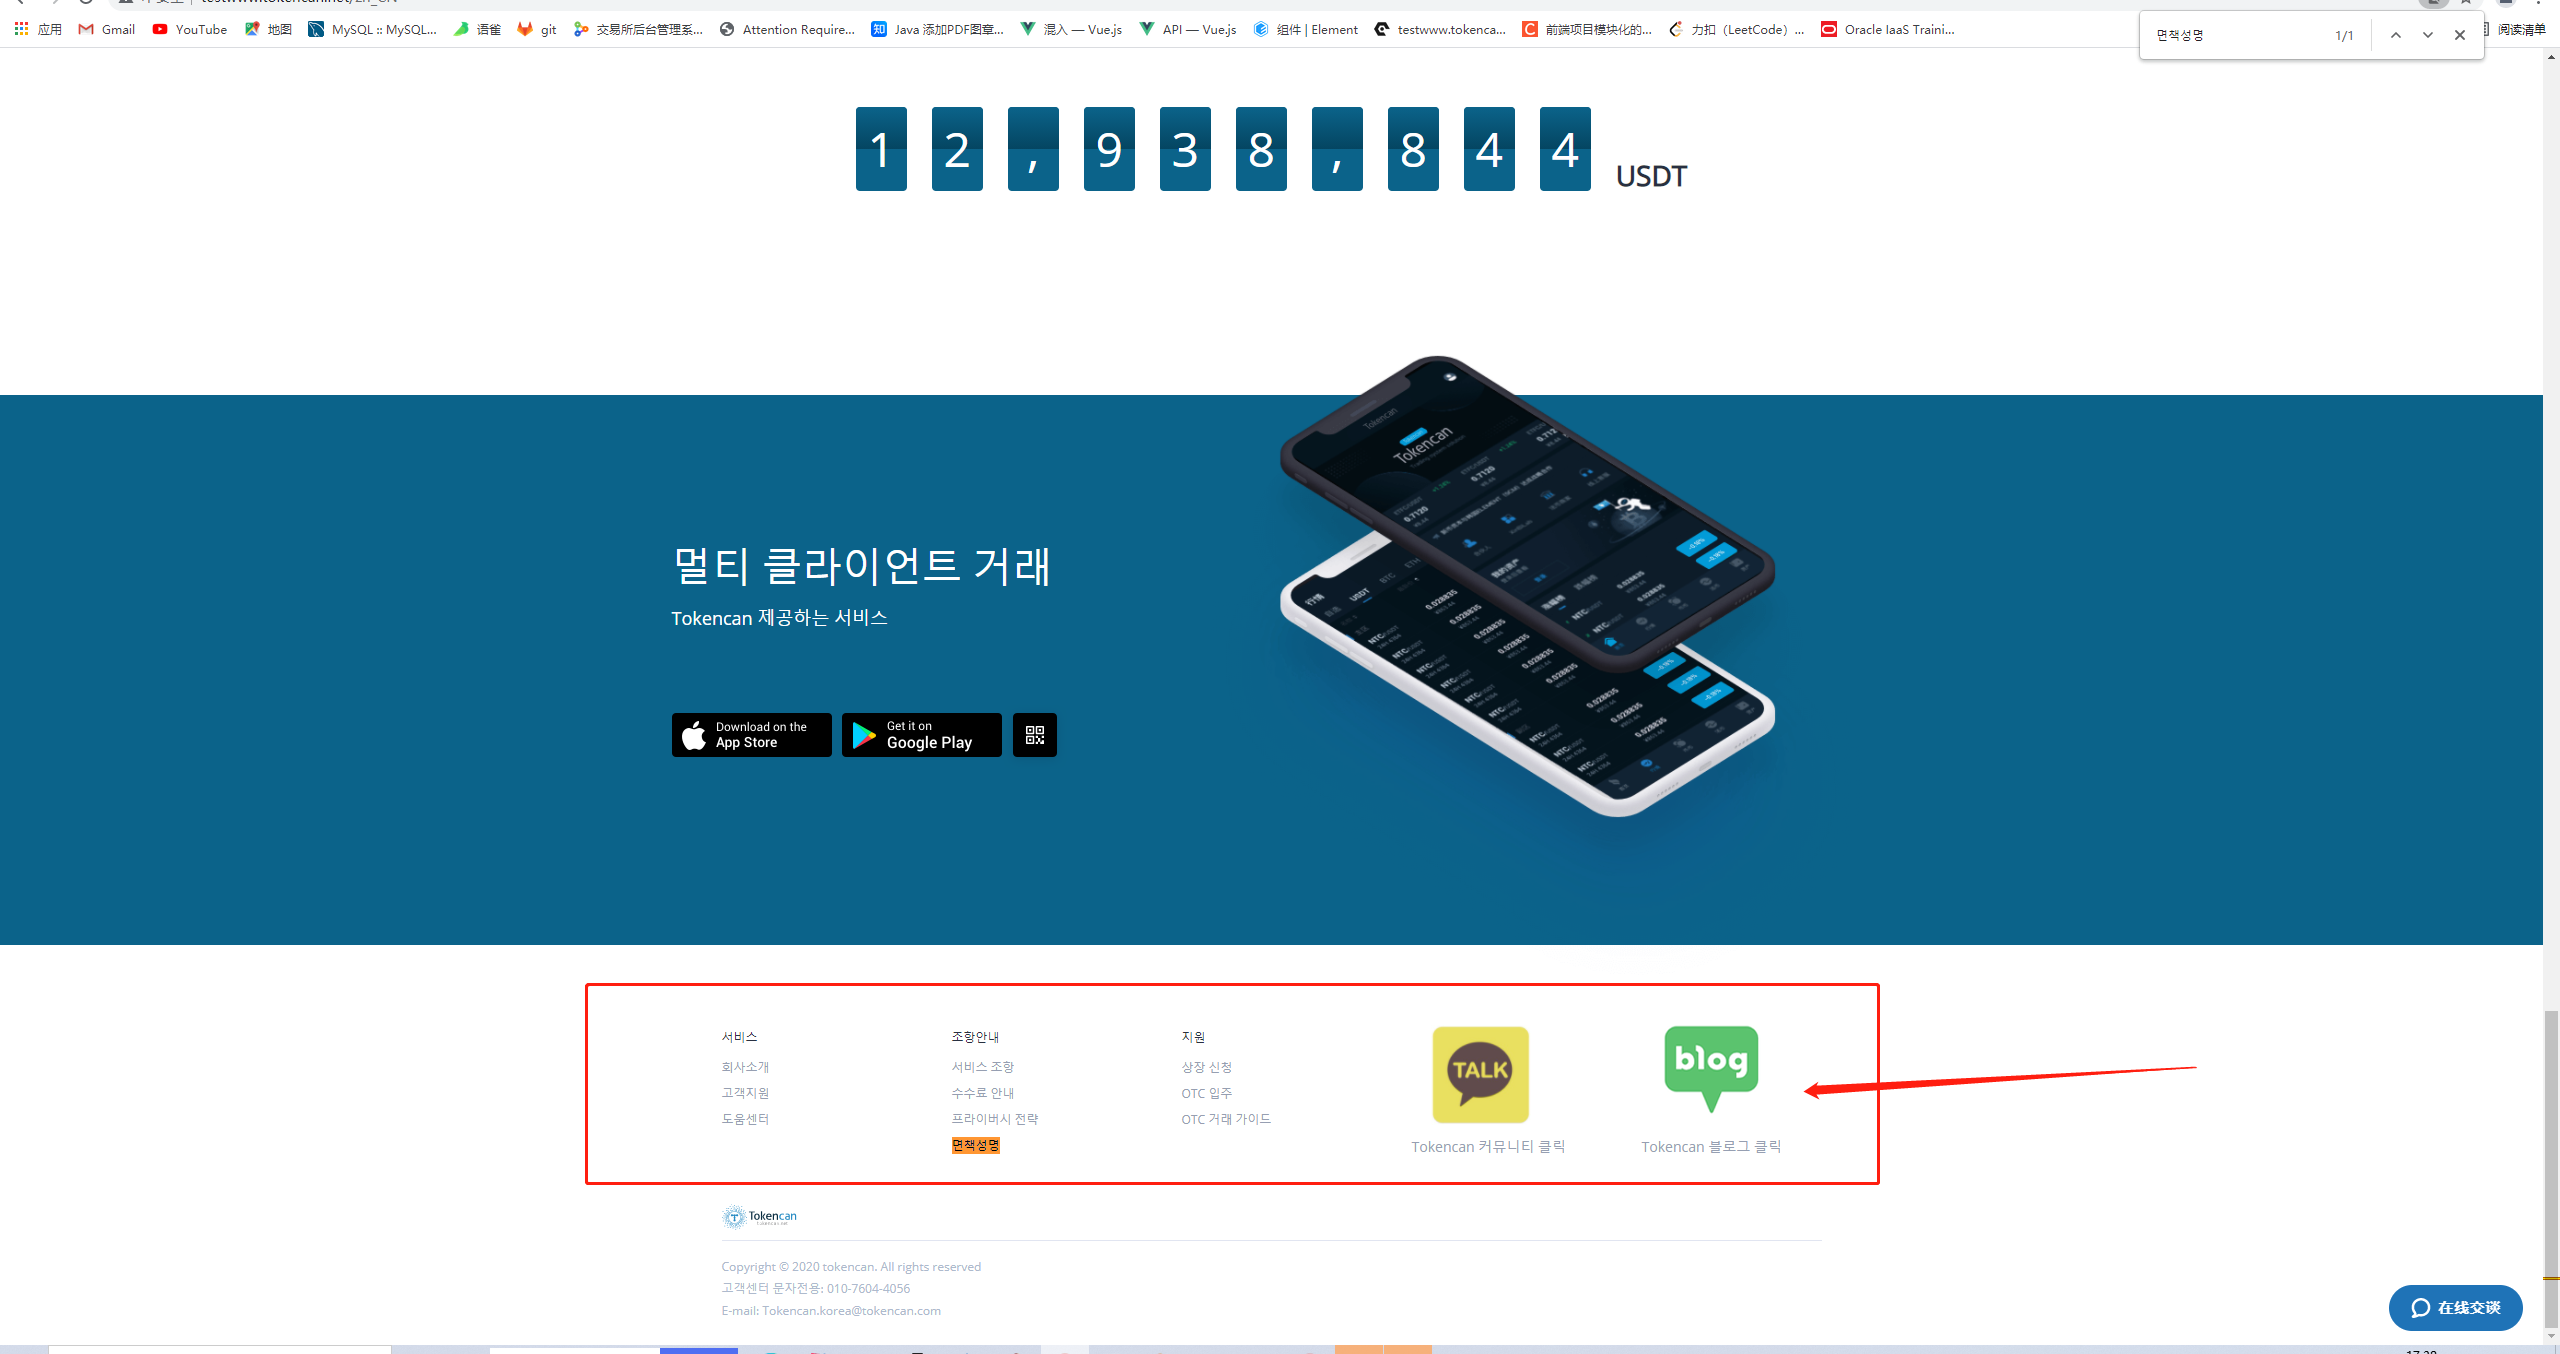 应用 Gmail YouTube 地图 MySQL :: MySQL... 语雀 git 交易所后台管理系... Attention Require... Java 添加PDF图章... 混入 — Vue.js API — Vue.js 组件 | Element testwww.tokenca... 前端项目模块化的... 力扣（LeetCode）... Oracle IaaS Traini... 阅读清单
면책성명 1/1
12,938,844 USDT
멀티 클라이언트 거래
Tokencan 제공하는 서비스
Download on the
App Store
Get it on
Google Play
Tokencan
서비스
회사소개
고객지원
도움센터
조항안내
서비스 조항
수수료 안내
프라이버시 전략
면책성명
지원
상장 신청
OTC 입주
OTC 거래 가이드
TALK
Tokencan 커뮤니티 클릭
blog
Tokencan 블로그 클릭
Tokencan
Copyright © 2020 tokencan. All rights reserved
고객센터 문자전용: 010-7604-4056
E-mail: Tokencan.korea@tokencan.com
在线交谈